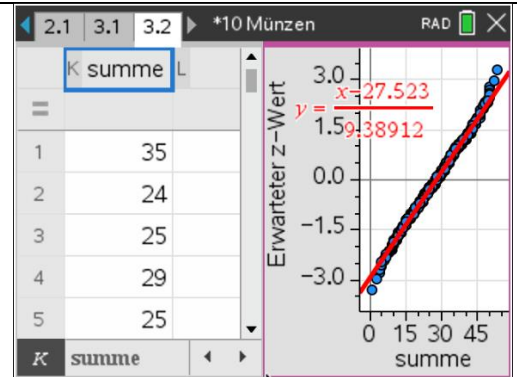 2.1 3.1 3.2 *10 Münzen RAD
K summe L
=
1 35
2 24
3 25
4 29
5 25
K summe
Erwarteter z-Wert
3.0
1.5
0.0
-1.5
-3.0
y = x-27.523 / 9.38912
0 15 30 45
summe